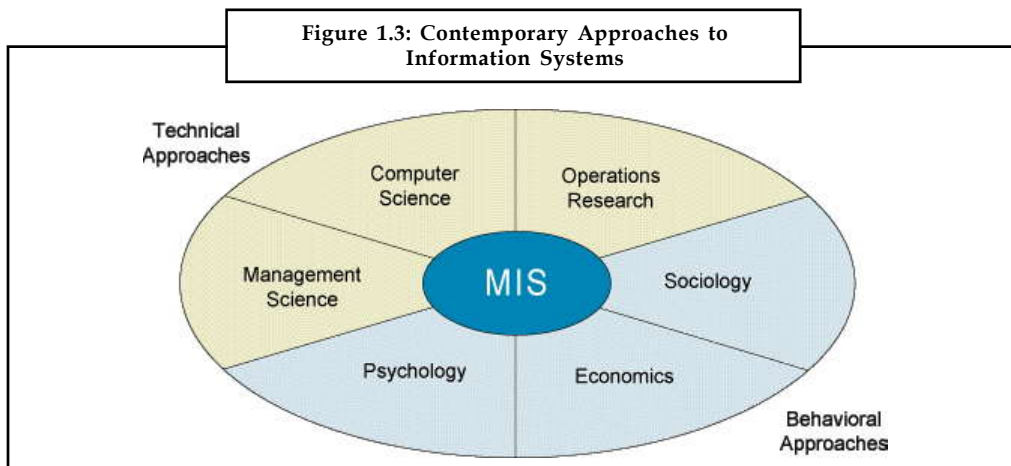 Figure 1.3: Contemporary Approaches to
Information Systems
Technical
Approaches
Computer
Science
Operations
Research
Management
Science
MIS
Sociology
Psychology
Economics
Behavioral
Approaches